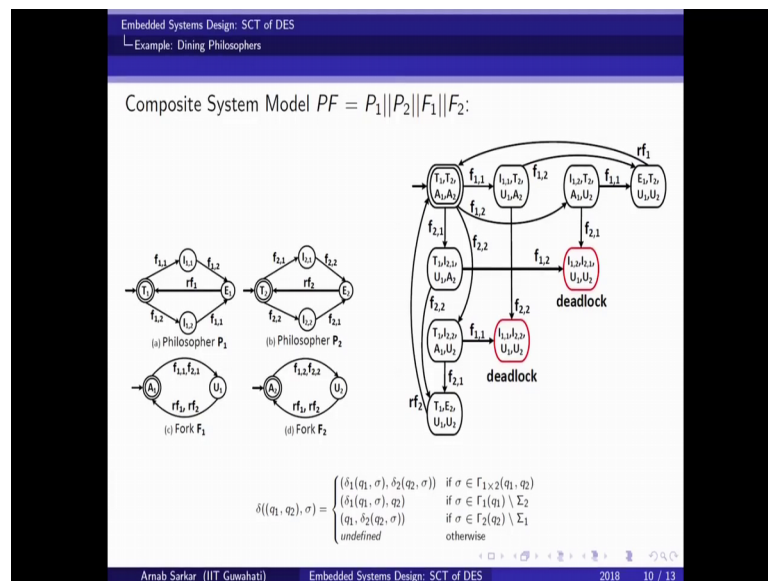 Embedded Systems Design: SCT of DES
Example: Dining Philosophers
Composite System Model PF = P₁||P₂||F₁||F₂:
rf₁
T₁,T₂, A₁,A₂
f₁,₁
I₁,₁,T₂, U₁,A₂
f₁,₂
I₁,₂,T₂, A₁,U₂
f₁,₁
E₁,T₂, U₁,U₂
f₁,₂
f₂,₁
f₂,₂
f₂,₁
T₁,I₂,₁, U₁,A₂
f₁,₂
I₁,₂,I₂,₁, U₁,U₂
deadlock
f₂,₂
f₂,₂
T₁,I₂,₂, A₁,U₂
f₁,₁
I₁,₁,I₂,₂, U₁,U₂
deadlock
f₂,₁
rf₂
T₁,E₂, U₁,U₂
f₁,₁ I₁,₁ f₁,₂
T₁ rf₁ E₁
f₁,₂ I₁,₂ f₁,₁
(a) Philosopher P₁
f₂,₁ I₂,₁ f₂,₂
T₂ rf₂ E₂
f₂,₂ I₂,₂ f₂,₁
(b) Philosopher P₂
f₁,₁,f₂,₁
A₁ U₁
rf₁, rf₂
(c) Fork F₁
f₁,₂,f₂,₂
A₂ U₂
rf₁, rf₂
(d) Fork F₂
δ((q₁, q₂), σ) =
(δ₁(q₁, σ), δ₂(q₂, σ)) if σ ∈ Γ₁ₓ₂(q₁, q₂)
(δ₁(q₁, σ), q₂) if σ ∈ Γ₁(q₁) \ Σ₂
(q₁, δ₂(q₂, σ)) if σ ∈ Γ₂(q₂) \ Σ₁
undefined otherwise
Arnab Sarkar (IIT Guwahati) Embedded Systems Design: SCT of DES 2018 10 / 13